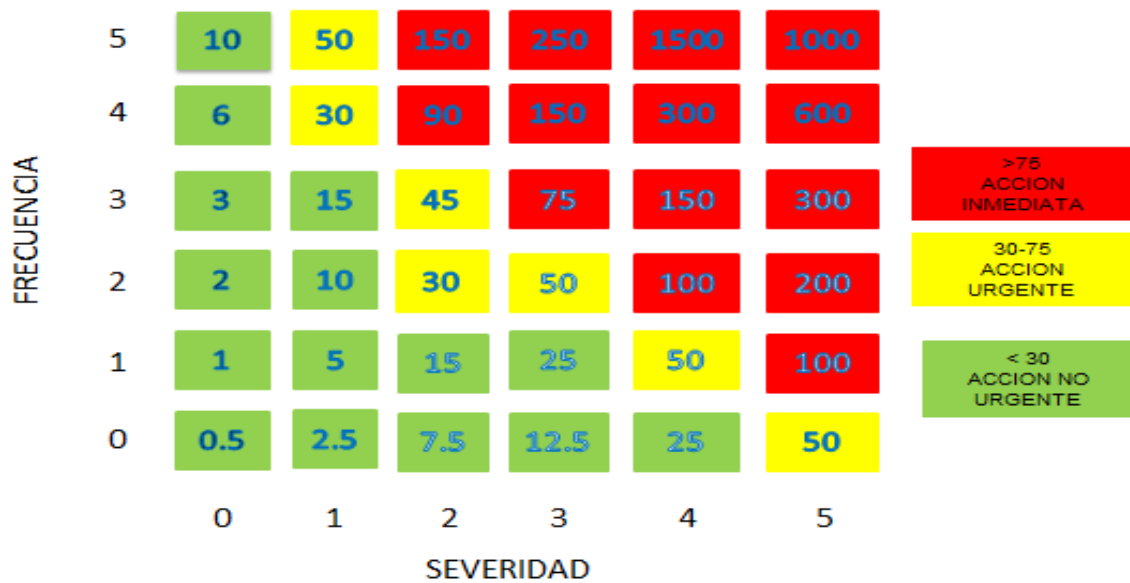 5 10 50 150 250 1500 1000
4 6 30 90 150 300 600
3 3 15 45 75 150 300
2 2 10 30 50 100 200
1 1 5 15 25 50 100
0 0.5 2.5 7.5 12.5 25 50
0 1 2 3 4 5
FRECUENCIA
SEVERIDAD
>75
ACCION
INMEDIATA
30-75
ACCION
URGENTE
< 30
ACCION NO
URGENTE